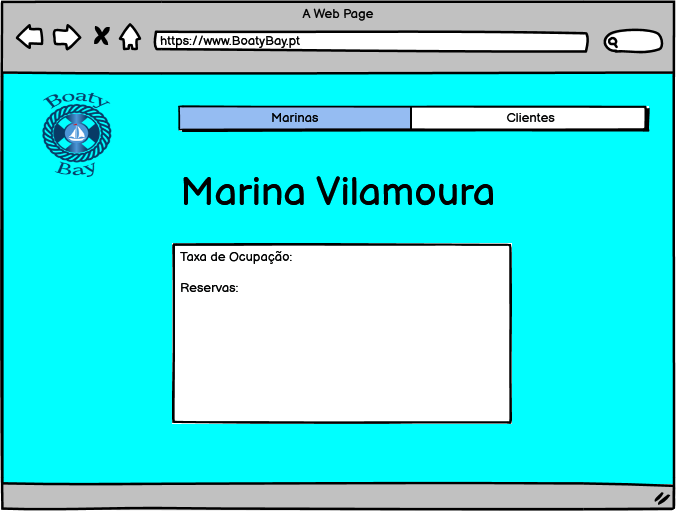 A Web Page
https://www.BoatyBay.pt
Boaty
Bay
Marinas
Clientes
Marina Vilamoura
Taxa de Ocupação:
Reservas: